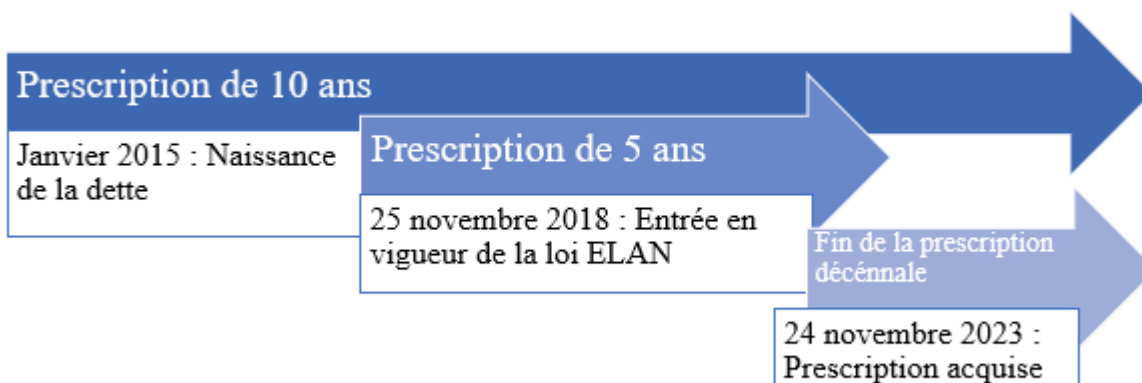 Prescription de 10 ans
Janvier 2015 : Naissance
de la dette
Prescription de 5 ans
25 novembre 2018 : Entrée en
vigueur de la loi ELAN
Fin de la prescription
décénnale
24 novembre 2023 :
Prescription acquise